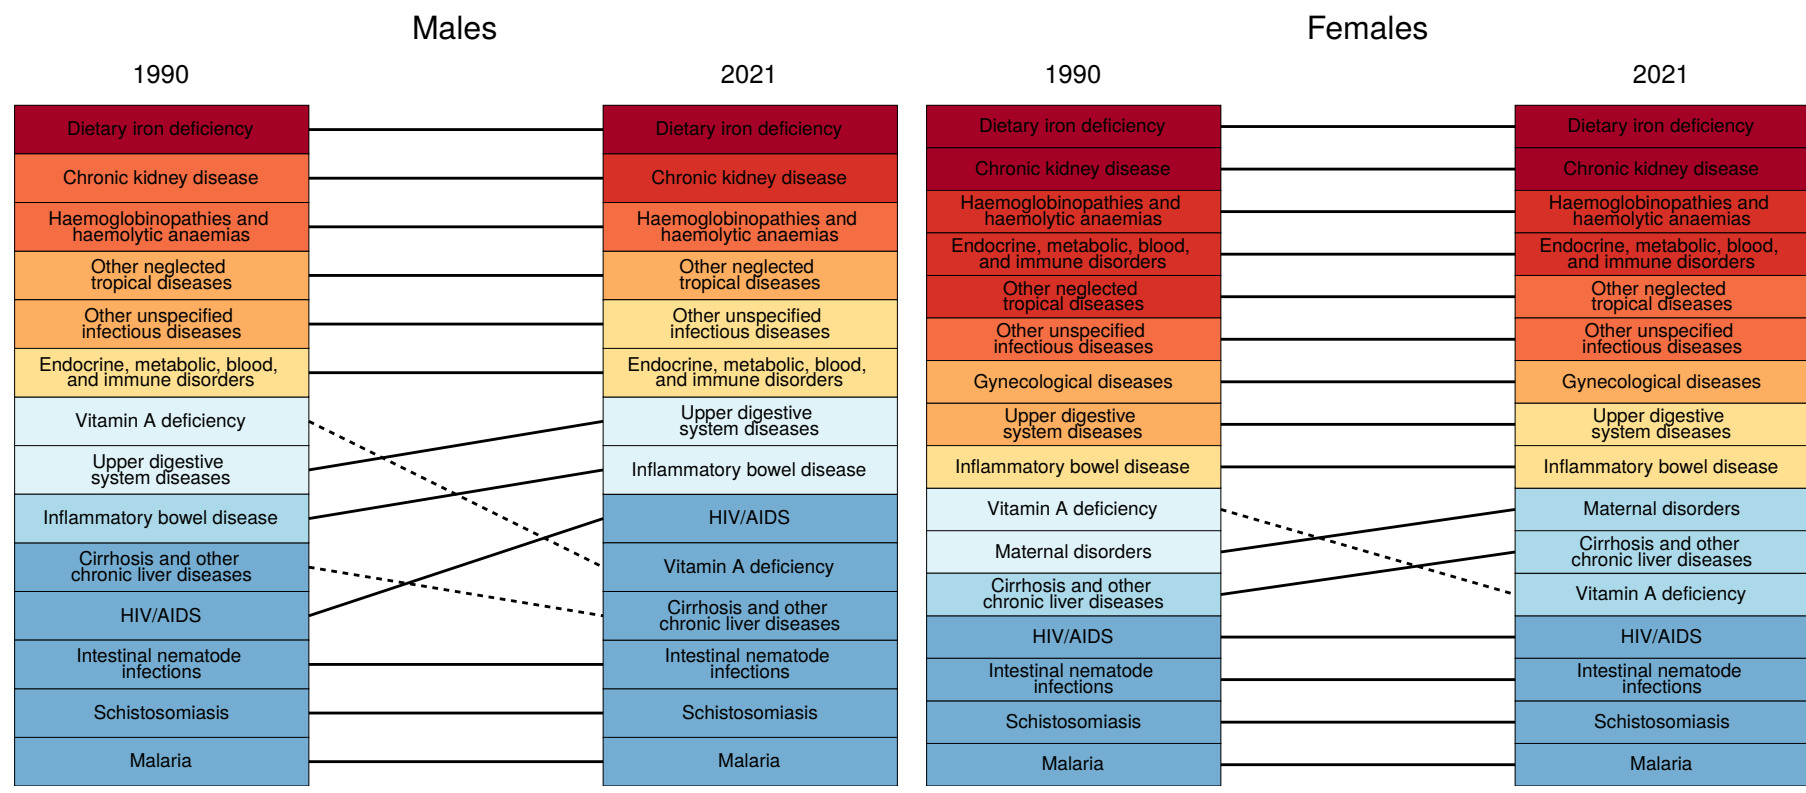 Males
1990
2021
Dietary iron deficiency
Chronic kidney disease
Haemoglobinopathies and
haemolytic anaemias
Other neglected
tropical diseases
Other unspecified
infectious diseases
Endocrine, metabolic, blood,
and immune disorders
Vitamin A deficiency
Upper digestive
system diseases
Inflammatory bowel disease
Cirrhosis and other
chronic liver diseases
HIV/AIDS
Intestinal nematode
infections
Schistosomiasis
Malaria
Dietary iron deficiency
Chronic kidney disease
Haemoglobinopathies and
haemolytic anaemias
Other neglected
tropical diseases
Other unspecified
infectious diseases
Endocrine, metabolic, blood,
and immune disorders
Upper digestive
system diseases
Inflammatory bowel disease
HIV/AIDS
Vitamin A deficiency
Cirrhosis and other
chronic liver diseases
Intestinal nematode
infections
Schistosomiasis
Malaria
Females
1990
2021
Dietary iron deficiency
Chronic kidney disease
Haemoglobinopathies and
haemolytic anaemias
Endocrine, metabolic, blood,
and immune disorders
Other neglected
tropical diseases
Other unspecified
infectious diseases
Gynecological diseases
Upper digestive
system diseases
Inflammatory bowel disease
Vitamin A deficiency
Maternal disorders
Cirrhosis and other
chronic liver diseases
HIV/AIDS
Intestinal nematode
infections
Schistosomiasis
Malaria
Dietary iron deficiency
Chronic kidney disease
Haemoglobinopathies and
haemolytic anaemias
Endocrine, metabolic, blood,
and immune disorders
Other neglected
tropical diseases
Other unspecified
infectious diseases
Gynecological diseases
Upper digestive
system diseases
Inflammatory bowel disease
Maternal disorders
Cirrhosis and other
chronic liver diseases
Vitamin A deficiency
HIV/AIDS
Intestinal nematode
infections
Schistosomiasis
Malaria